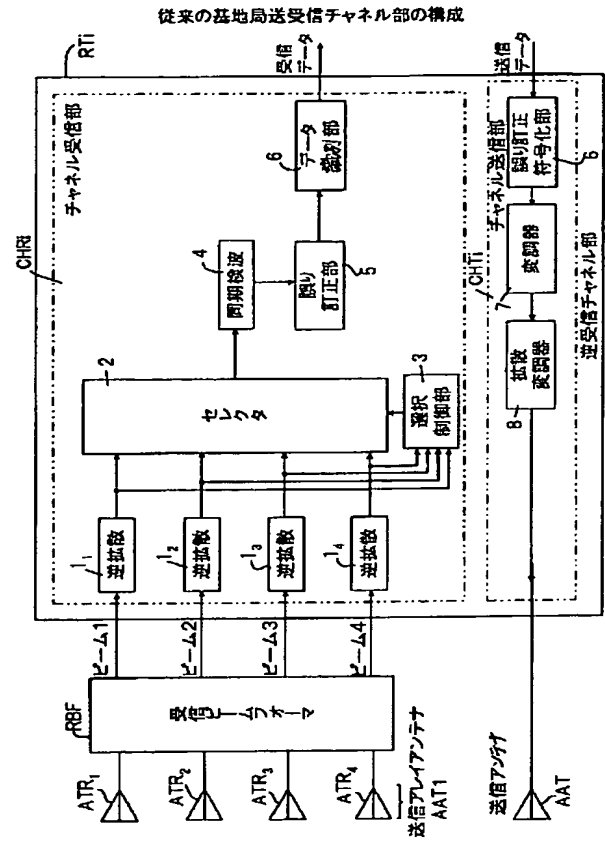 従来の基地局送受信チャネル部の構成
RTi
CHRi
チャネル受信部
受信
データ
6
データ
識別部
4
同期検波
誤り
訂正部
5
2
セレクタ
3
選択
制御部
1₁
逆拡散
1₂
逆拡散
1₃
逆拡散
1₄
逆拡散
ビーム1
ビーム2
ビーム3
ビーム4
RBF
受信ビームフォーマ
ATR₁
ATR₂
ATR₃
ATR₄
送信アレイアンテナ
AAT1
送信
データ
チャネル送信部
誤り訂正
符号化部
6
CHTi
変調器
7
拡散
変調器
8
逆受信チャネル部
送信アンテナ
AAT